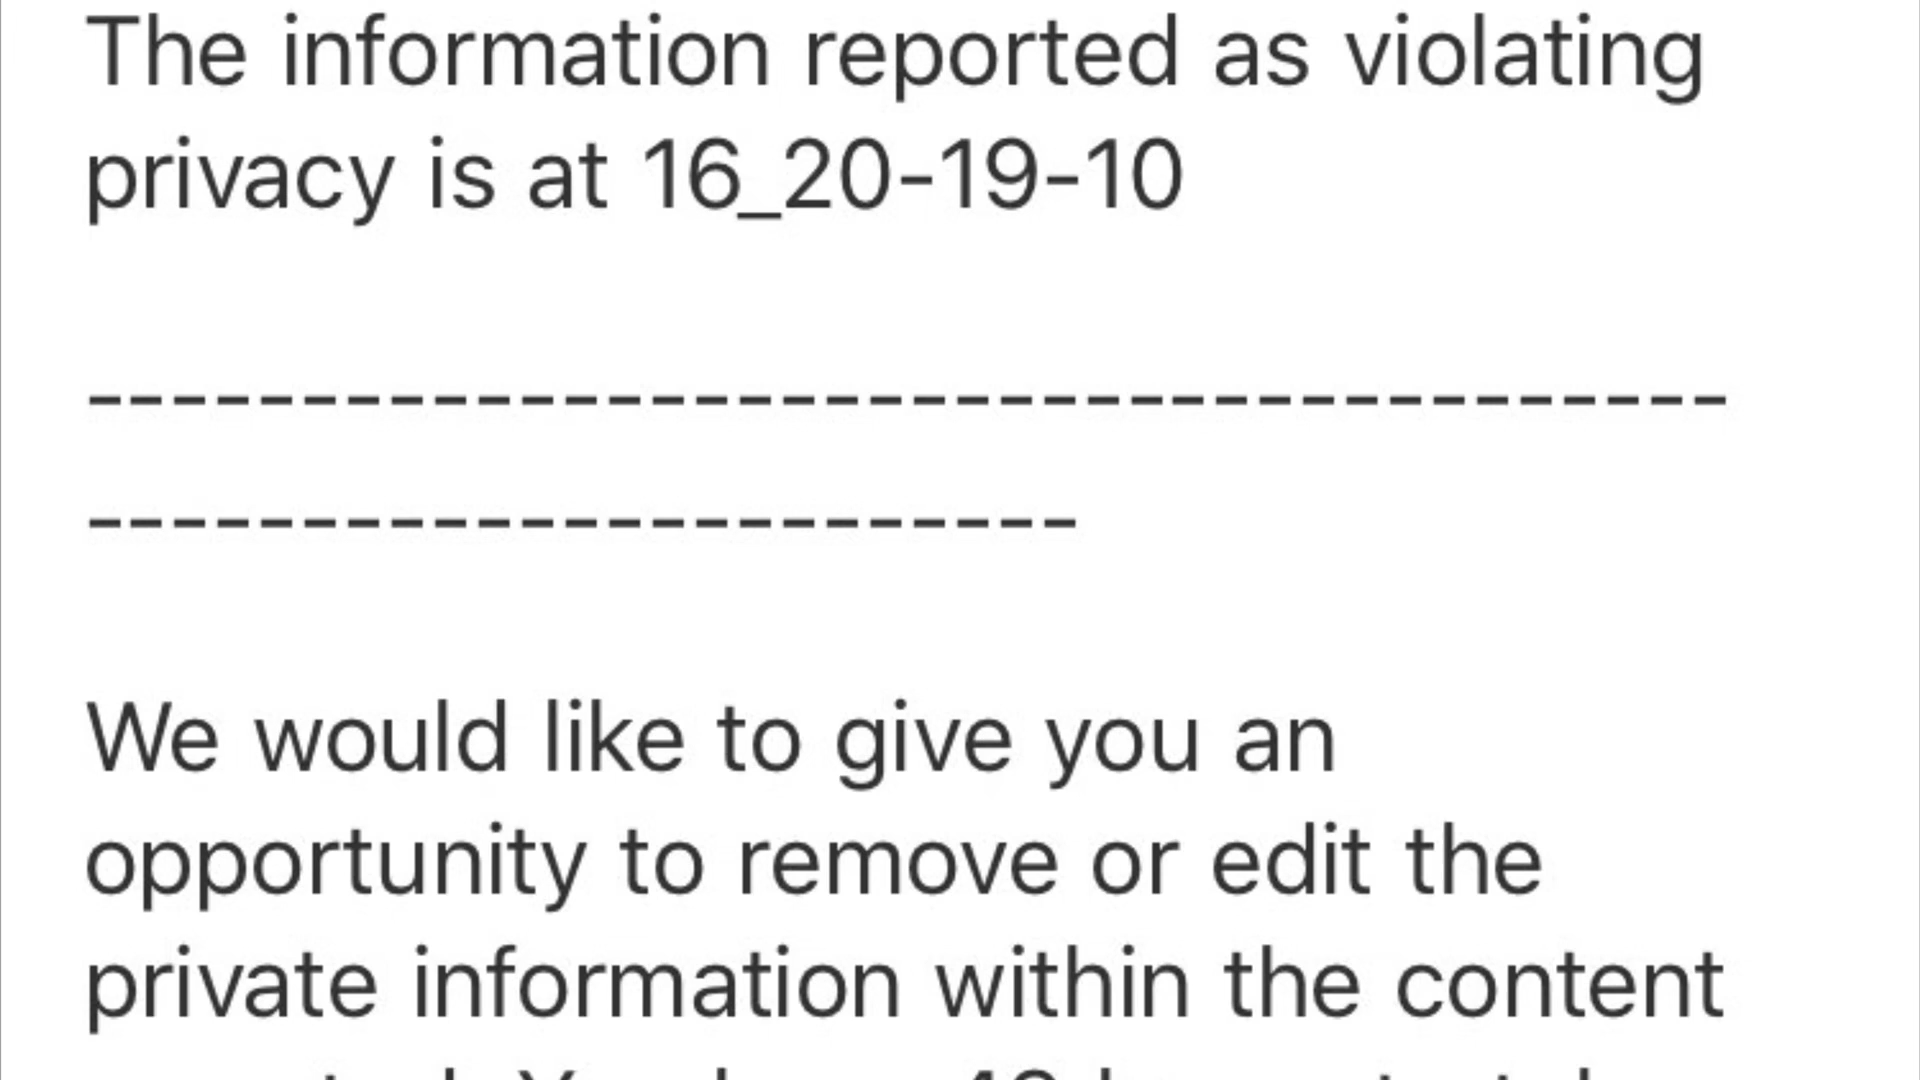 The information reported as violating
privacy is at 16_20-19-10
--------------------------------------
-----------------------
We would like to give you an
opportunity to remove or edit the
private information within the content